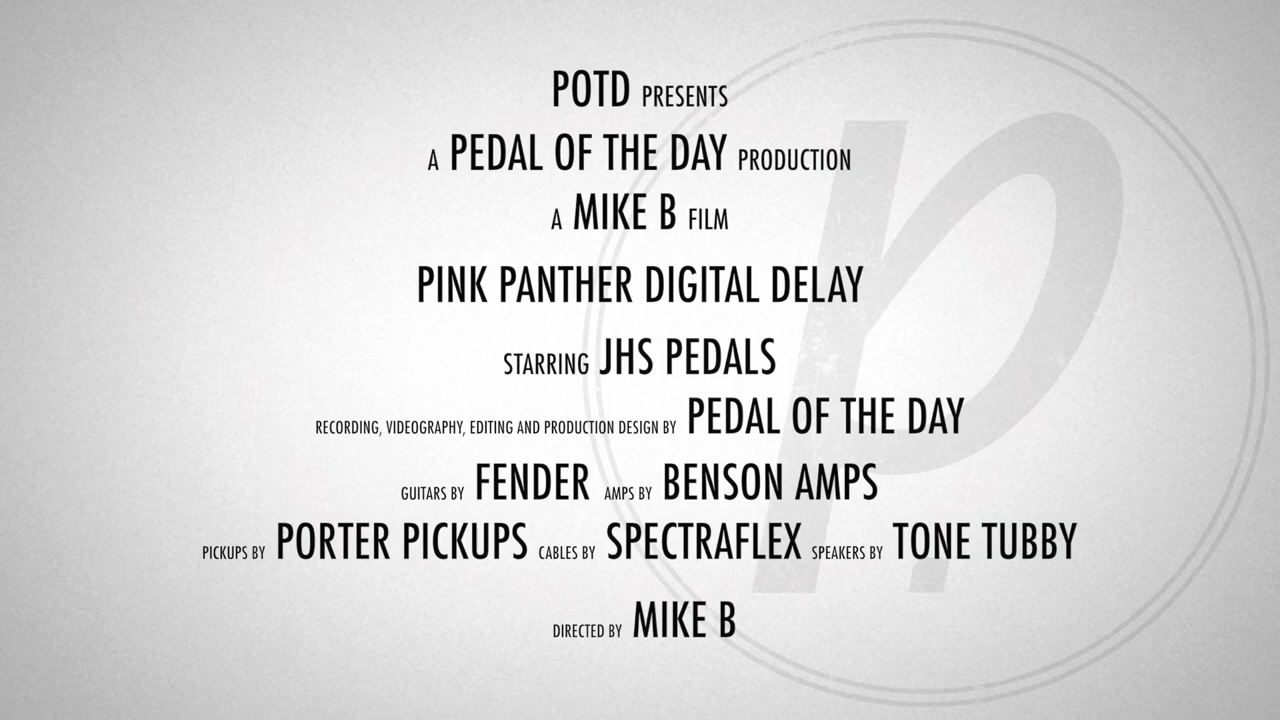 POTD PRESENTS
A PEDAL OF THE DAY PRODUCTION
A MIKE B FILM
PINK PANTHER DIGITAL DELAY
STARRING JHS PEDALS
RECORDING, VIDEOGRAPHY, EDITING AND PRODUCTION DESIGN BY PEDAL OF THE DAY
GUITARS BY FENDER AMPS BY BENSON AMPS
PICKUPS BY PORTER PICKUPS CABLES BY SPECTRAFLEX SPEAKERS BY TONE TUBBY
DIRECTED BY MIKE B